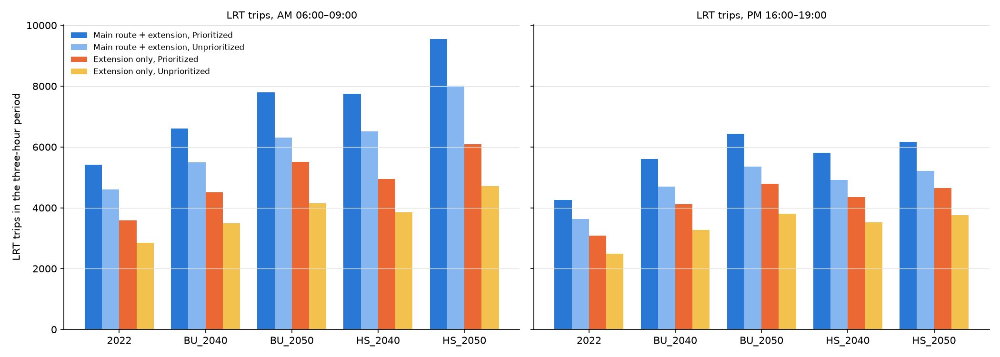 LRT trips, AM 06:00–09:00
LRT trips, PM 16:00–19:00
LRT trips in the three-hour period
10000
8000
6000
4000
2000
0
Main route + extension, Prioritized
Main route + extension, Unprioritized
Extension only, Prioritized
Extension only, Unprioritized
2022 BU_2040 BU_2050 HS_2040 HS_2050
2022 BU_2040 BU_2050 HS_2040 HS_2050